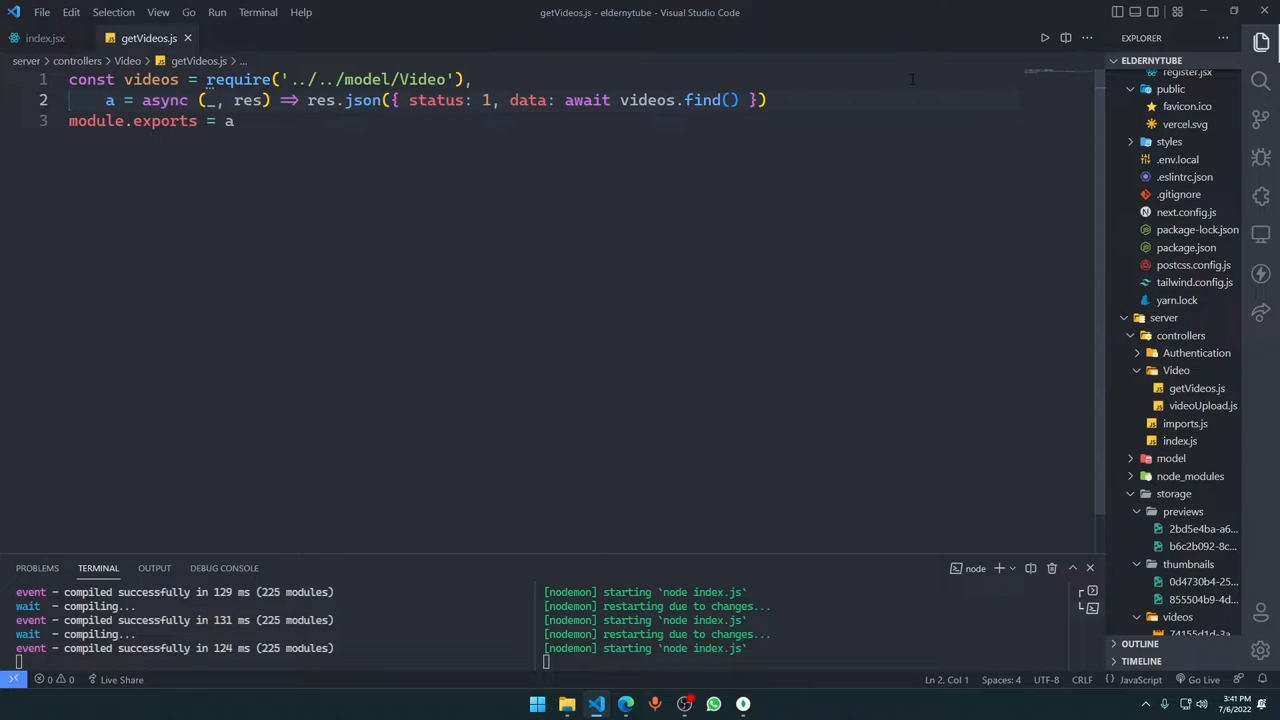 File Edit Selection View Go Run Terminal Help
getVideos.js - eldernytube - Visual Studio Code
index.jsx
getVideos.js
server > controllers > Video > getVideos.js > ...
1 const videos = require('../../model/Video'),
2 a = async (_, res) => res.json({ status: 1, data: await videos.find() })
3 module.exports = a
EXPLORER
ELDERNYTUBE
register.jsx
public
favicon.ico
vercel.svg
styles
.env.local
.eslintrc.json
.gitignore
next.config.js
package-lock.json
package.json
postcss.config.js
tailwind.config.js
yarn.lock
server
controllers
Authentication
Video
getVideos.js
videoUpload.js
imports.js
index.js
model
node_modules
storage
previews
2bd5e4ba-a6...
b6c2b092-8c...
thumbnails
0d4730b4-25...
855504b9-4d...
videos
74155d1d-3a...
OUTLINE
TIMELINE
PROBLEMS TERMINAL OUTPUT DEBUG CONSOLE
node
event - compiled successfully in 129 ms (225 modules)
wait - compiling...
event - compiled successfully in 131 ms (225 modules)
wait - compiling...
event - compiled successfully in 124 ms (225 modules)
[nodemon] starting `node index.js`
[nodemon] restarting due to changes...
[nodemon] starting `node index.js`
[nodemon] restarting due to changes...
[nodemon] starting `node index.js`
0 0 Live Share
Ln 2, Col 1 Spaces: 4 UTF-8 CRLF {} JavaScript Go Live
3:41 PM
7/6/2022